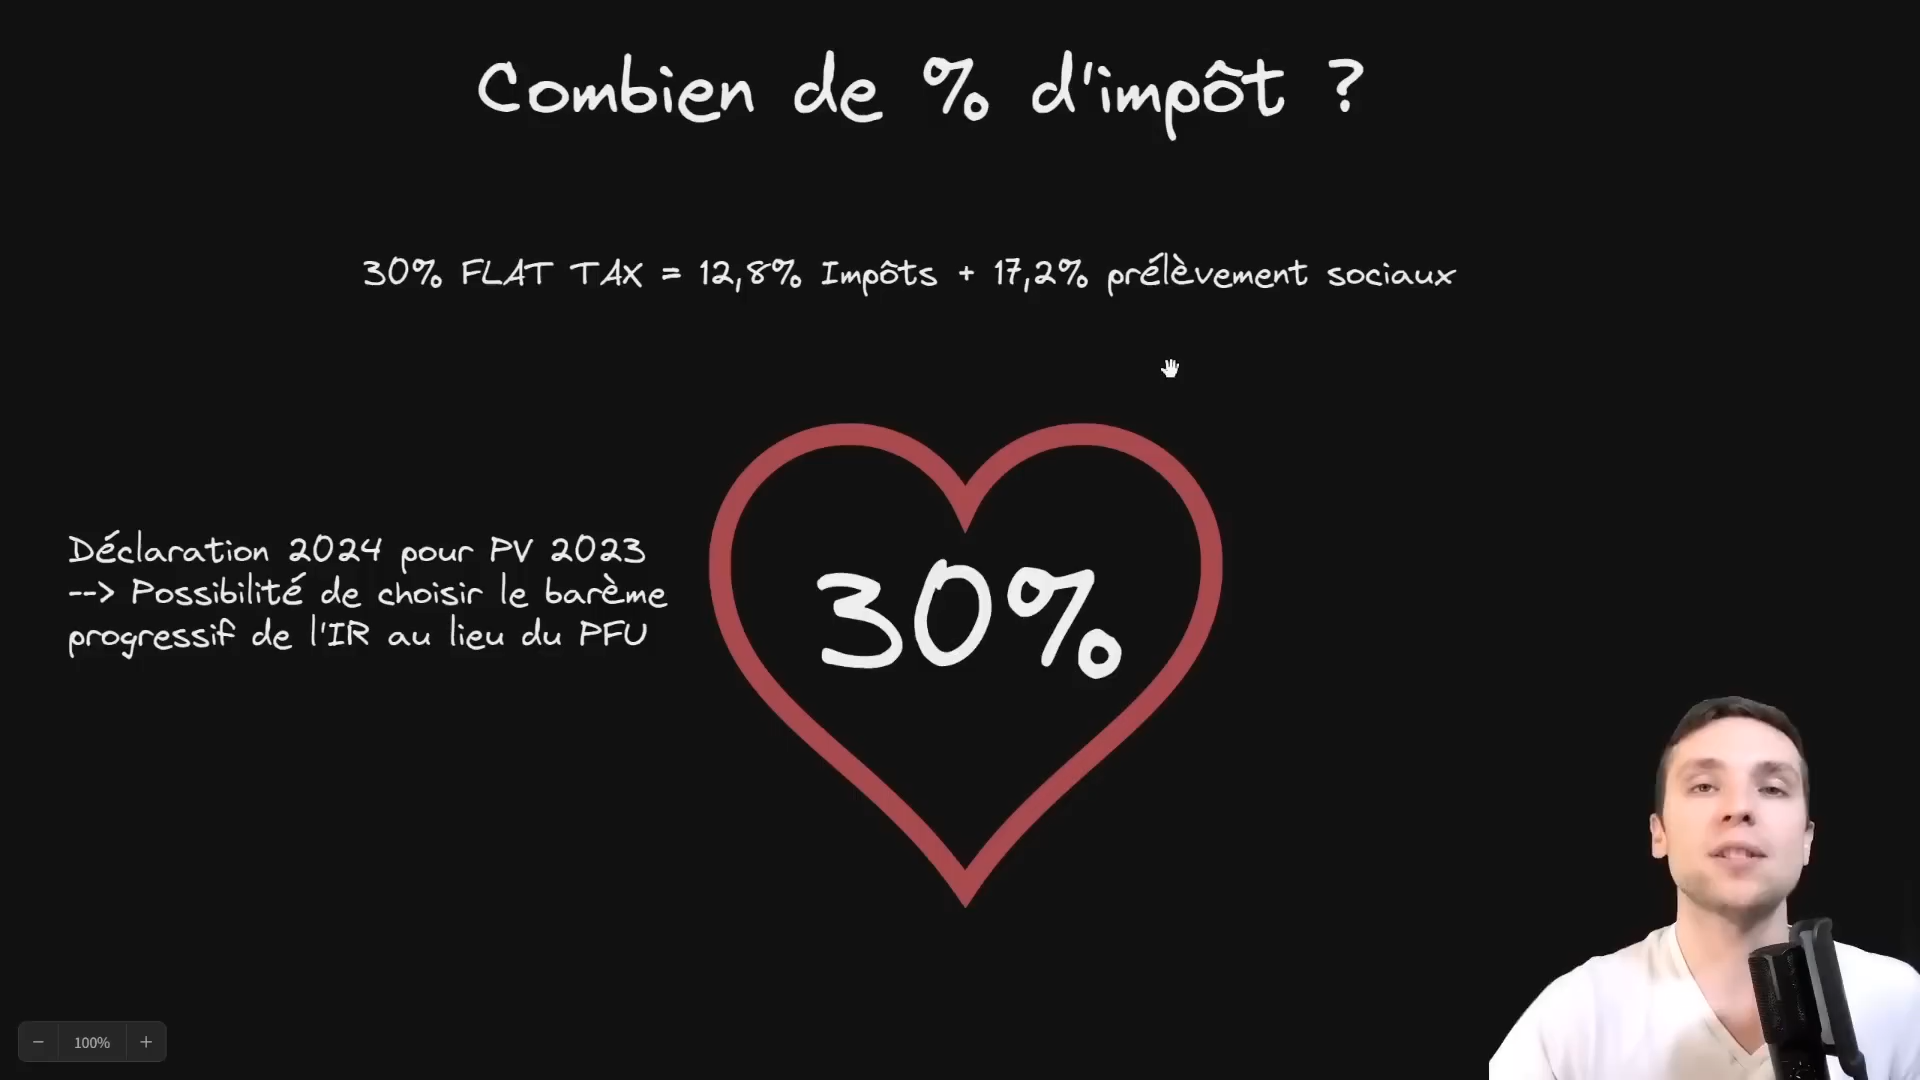 Combien de % d'impôt ?
30% FLAT TAX = 12,8% Impôts + 17,2% prélèvement sociaux
Déclaration 2024 pour PV 2023
--> Possibilité de choisir le barème
progressif de l'IR au lieu du PFU
30%
− 100% +